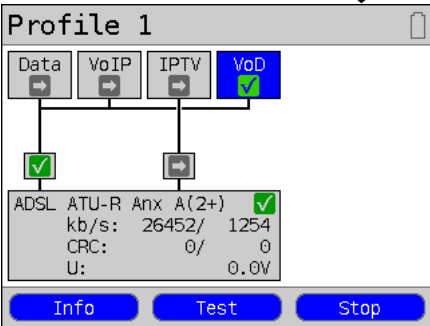 Profile 1
Data VoIP IPTV VoD
ADSL ATU-R Anx A(2+)
kb/s: 26452/ 1254
CRC: 0/ 0
U: 0.0V
Info Test Stop